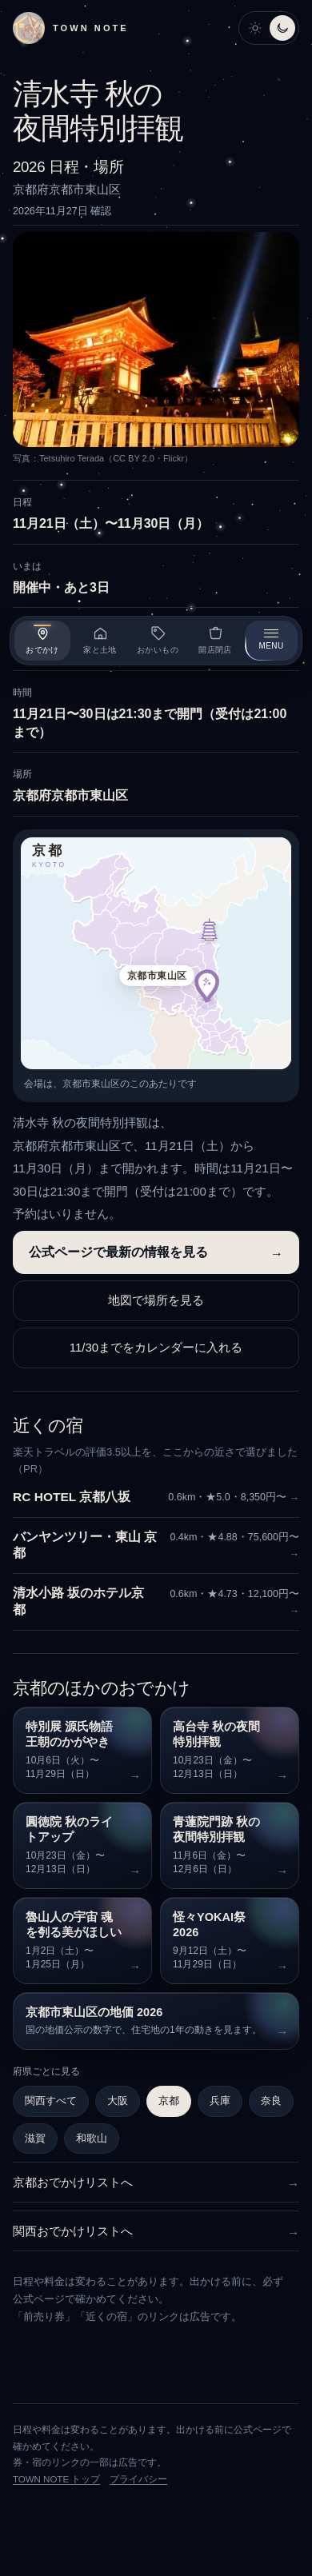 TOWN NOTE
清水寺 秋の
夜間特別拝観
2026 日程・場所
京都府京都市東山区
2026年11月27日 確認
写真：Tetsuhiro Terada（CC BY 2.0・Flickr）
日程
11月21日（土）〜11月30日（月）
いまは
開催中・あと3日
おでかけ
家と土地
おかいもの
開店閉店
MENU
時間
11月21日〜30日は21:30まで開門（受付は21:00
まで）
場所
京都府京都市東山区
京都
KYOTO
京都市東山区
会場は、京都市東山区のこのあたりです
清水寺 秋の夜間特別拝観は、
京都府京都市東山区で、11月21日（土）から
11月30日（月）まで開かれます。時間は11月21日〜
30日は21:30まで開門（受付は21:00まで）です。
予約はいりません。
公式ページで最新の情報を見る →
地図で場所を見る
11/30までをカレンダーに入れる
近くの宿
楽天トラベルの評価3.5以上を、ここからの近さで選びました
（PR）
RC HOTEL 京都八坂 0.6km・★5.0・8,350円〜 →
バンヤンツリー・東山 京 0.4km・★4.88・75,600円〜
都 →
清水小路 坂のホテル京 0.6km・★4.73・12,100円〜
都 →
京都のほかのおでかけ
特別展 源氏物語
王朝のかがやき
10月6日（火）〜
11月29日（日） →
高台寺 秋の夜間
特別拝観
10月23日（金）〜
12月13日（日） →
圓徳院 秋のライ
トアップ
10月23日（金）〜
12月13日（日） →
青蓮院門跡 秋の
夜間特別拝観
11月6日（金）〜
12月6日（日） →
魯山人の宇宙 魂
を刳る美がほしい
1月2日（土）〜
1月25日（月） →
怪々YOKAI祭
2026
9月12日（土）〜
11月29日（日） →
京都市東山区の地価 2026
国の地価公示の数字で、住宅地の1年の動きを見ます。 →
府県ごとに見る
関西すべて
大阪
京都
兵庫
奈良
滋賀
和歌山
京都おでかけリストへ →
関西おでかけリストへ →
日程や料金は変わることがあります。出かける前に、必ず
公式ページで確かめてください。
「前売り券」「近くの宿」のリンクは広告です。
日程や料金は変わることがあります。出かける前に公式ページで
確かめてください。
券・宿のリンクの一部は広告です。
TOWN NOTE トップ プライバシー